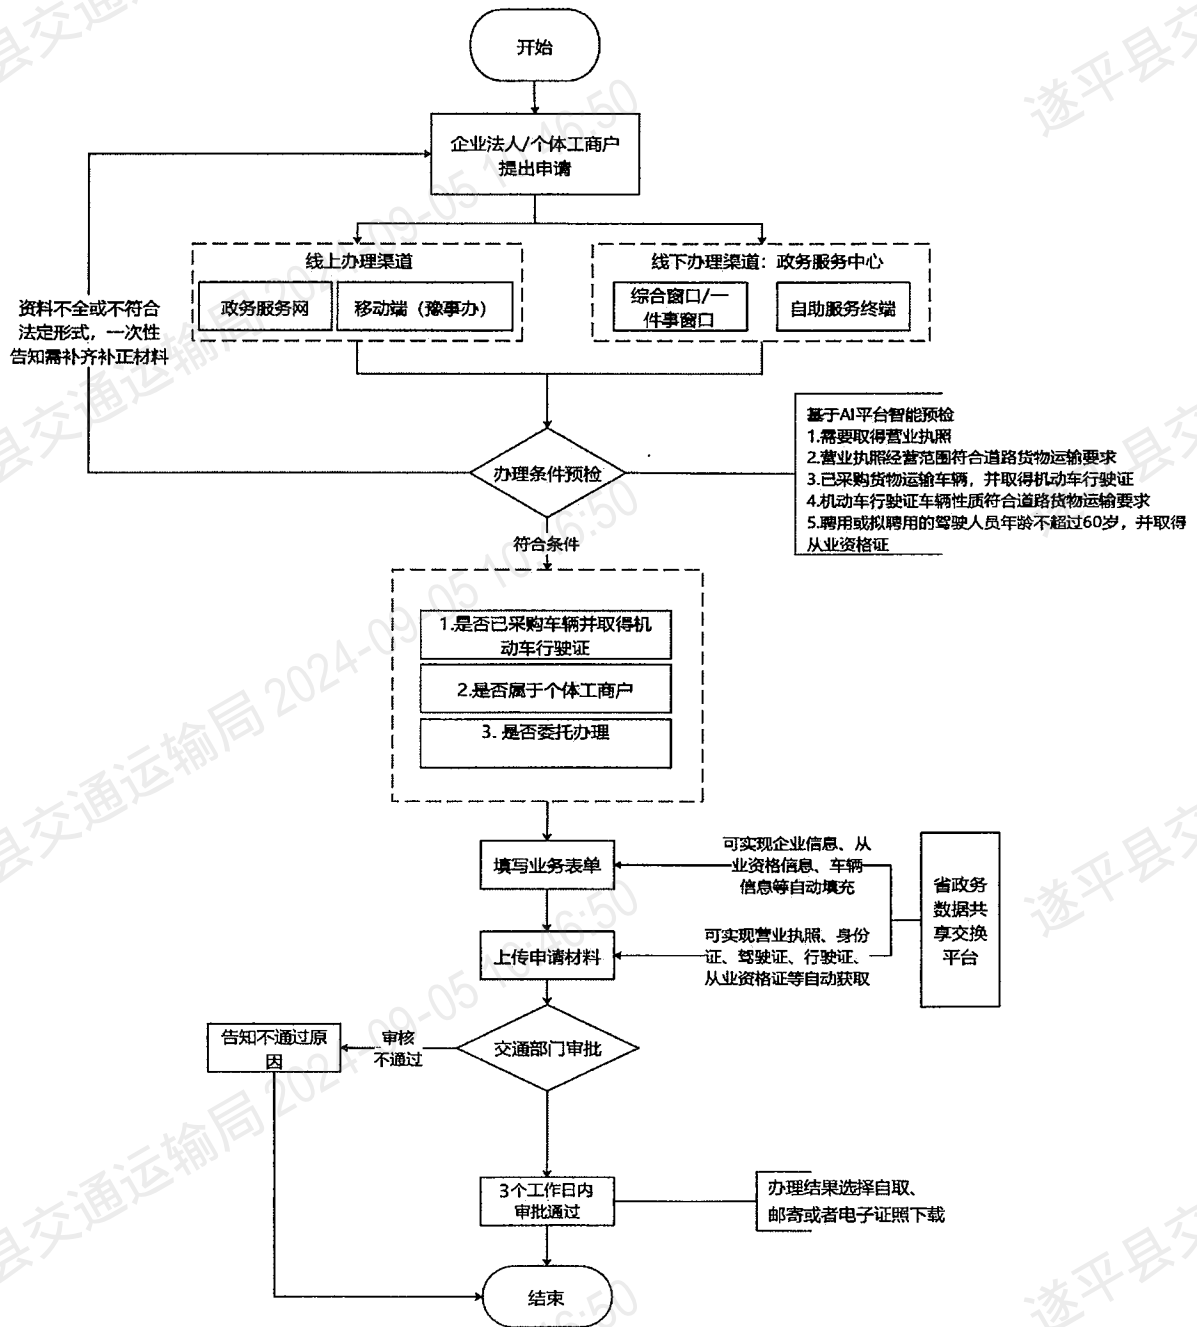 开始
企业法人/个体工商户
提出申请
线上办理渠道
政务服务网
移动端（豫事办）
线下办理渠道：政务服务中心
综合窗口/一
件事窗口
自助服务终端
资料不全或不符合
法定形式，一次性
告知需补齐补正材料
办理条件预检
基于AI平台智能预检
1.需要取得营业执照
2.营业执照经营范围符合道路货物运输要求
3.已采购货物运输车辆，并取得机动车行驶证
4.机动车行驶证车辆性质符合道路货物运输要求
5.聘用或拟聘用的驾驶人员年龄不超过60岁，并取得
从业资格证
符合条件
1.是否已采购车辆并取得机
动车行驶证
2.是否属于个体工商户
3. 是否委托办理
填写业务表单
可实现企业信息、从
业资格信息、车辆
信息等自动填充
省政务
数据共
享交换
平台
上传申请材料
可实现营业执照、身份
证、驾驶证、行驶证、
从业资格证等自动获取
交通部门审批
审核
不通过
告知不通过原
因
3个工作日内
审批通过
办理结果选择自取、
邮寄或者电子证照下载
结束
遂平县交通运输局 2024-09-05 10:46:50